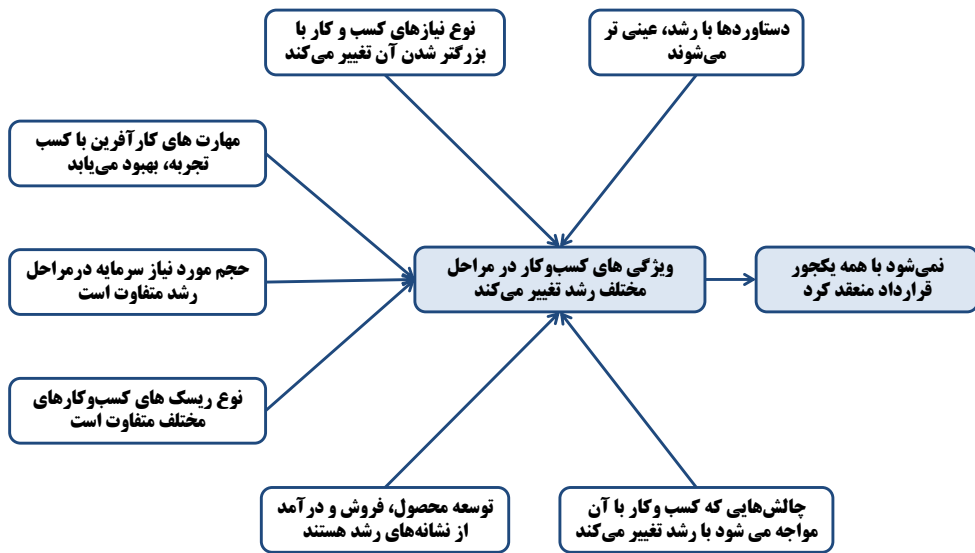 دستاوردها با رشد، عینی تر
می‌شوند
نوع نیازهای کسب و کار با
بزرگتر شدن آن تغییر می‌کند
مهارت های کارآفرین با کسب
تجربه، بهبود می‌یابد
حجم مورد نیاز سرمایه درمراحل
رشد متفاوت است
نوع ریسک های کسب‌وکارهای
مختلف متفاوت است
ویژگی های کسب‌وکار در مراحل
مختلف رشد تغییر می‌کند
نمی‌شود با همه یکجور
قرارداد منعقد کرد
چالش‌هایی که کسب وکار با آن
مواجه می شود با رشد تغییر می‌کند
توسعه محصول، فروش و درآمد
از نشانه‌های رشد هستند